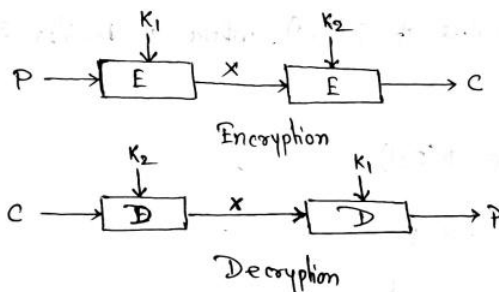 K1 K2
P E X E C
Encryption
K2 K1
C D X D P
Decryption